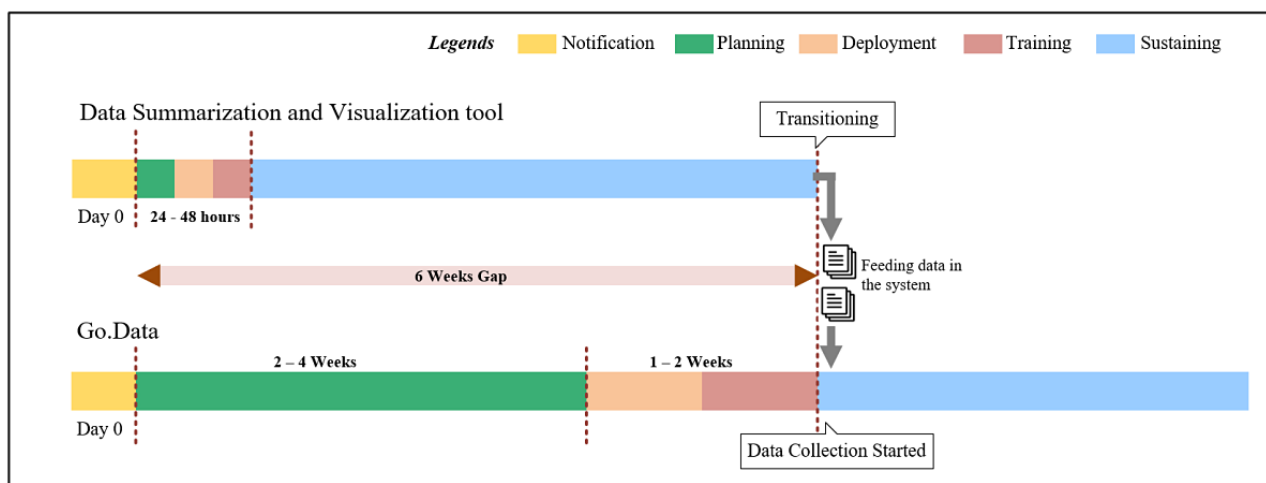 Legends Notification Planning Deployment Training Sustaining
Data Summarization and Visualization tool
Transitioning
Day 0 24 - 48 hours
6 Weeks Gap
Feeding data in
the system
Go.Data
2 – 4 Weeks 1 – 2 Weeks
Day 0
Data Collection Started